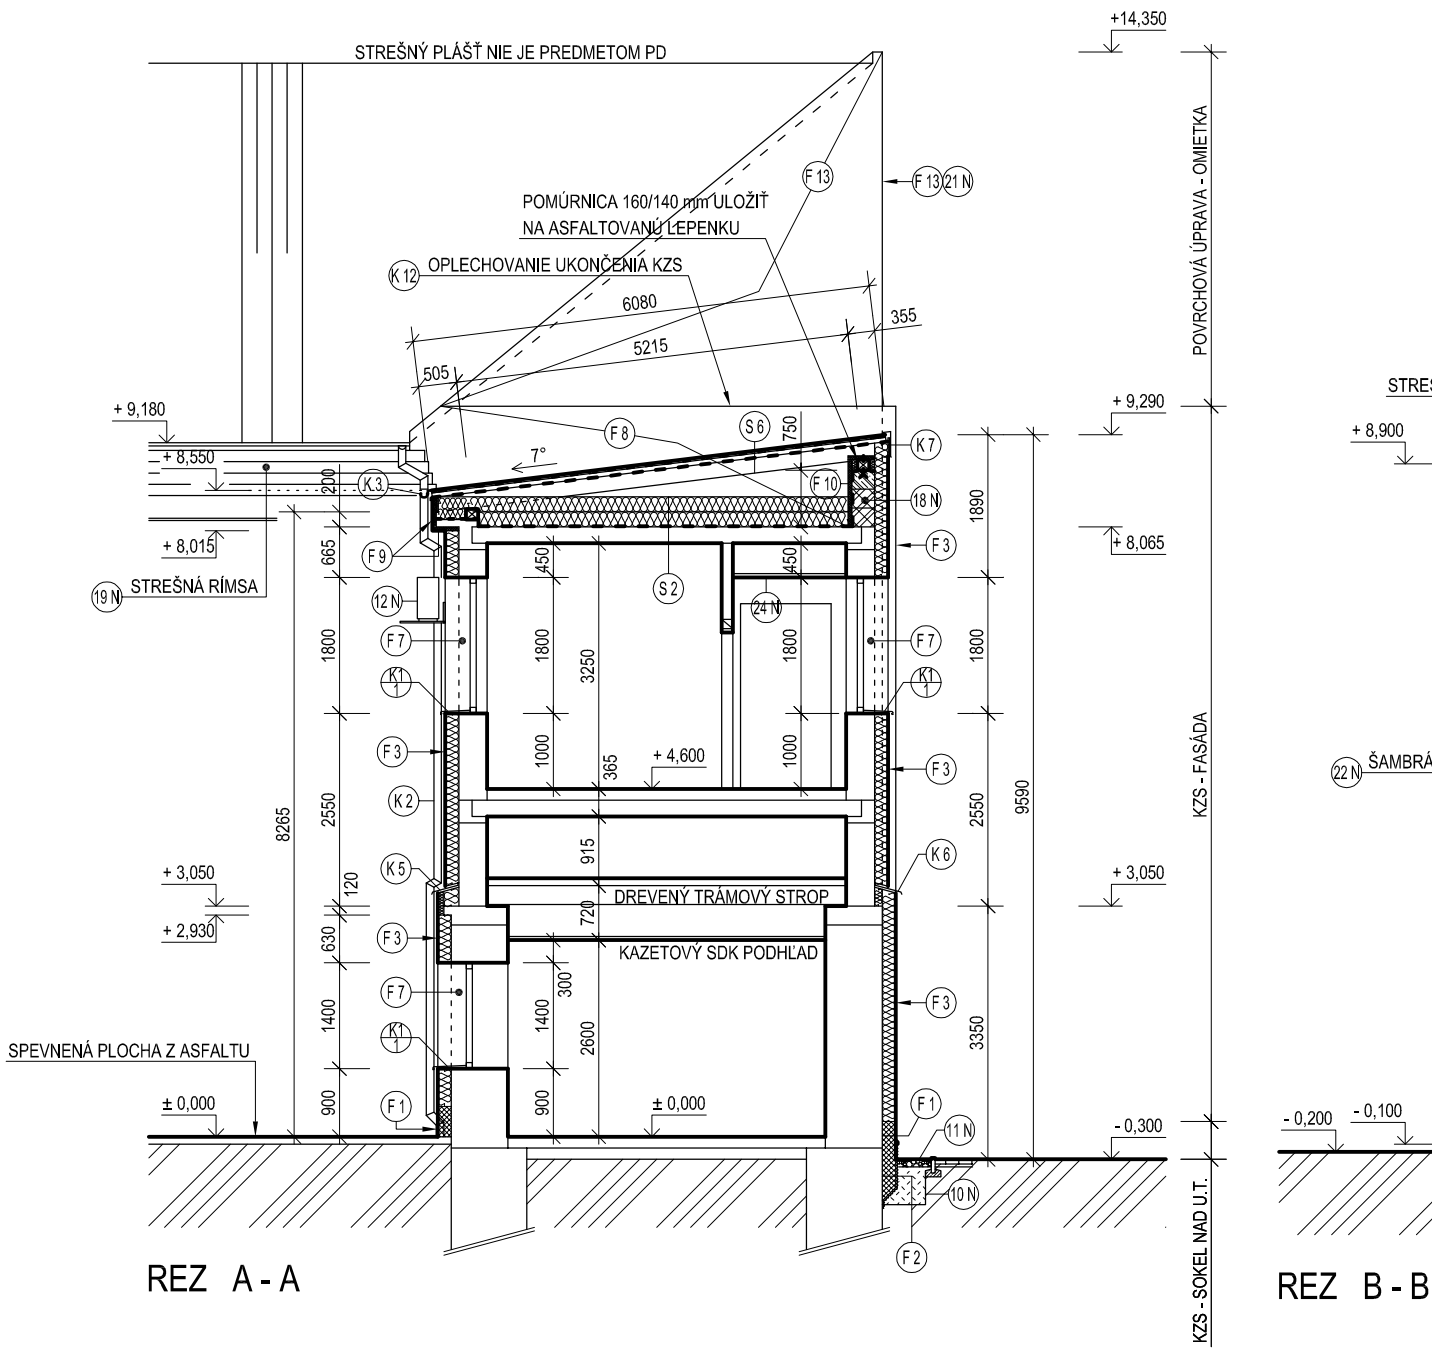 +14,350
STREŠNÝ PLÁŠŤ NIE JE PREDMETOM PD
POVRCHOVÁ ÚPRAVA - OMIETKA
F 13
F 13
21 N
POMÚRNICA 160/140 mm ULOŽIŤ
NA ASFALTOVANÚ LEPENKU
K 12
OPLECHOVANIE UKONČENIA KZS
6080
355
5215
505
+ 9,180
+ 9,290
+ 8,900
F 8
S 6
750
K 7
7°
+ 8,550
200
K 3
F 10
18 N
1890
+ 8,015
665
F 9
450
450
F 3
+ 8,065
19 N
STREŠNÁ RÍMSA
12 N
S 2
24 N
F 7
1800
1800
3250
1800
F 7
1800
K1
1
K1
1
F 3
1000
365
+ 4,600
1000
F 3
KZS - FASÁDA
22 N
K 2
8265
2550
2550
9590
915
K 5
K 6
+ 3,050
120
DREVENÝ TRÁMOVÝ STROP
+ 3,050
+ 2,930
630
F 3
720
KAZETOVÝ SDK PODHĽAD
F 7
300
1400
1400
2600
F 3
3350
K1
1
SPEVNENÁ PLOCHA Z ASFALTU
± 0,000
900
F 1
900
± 0,000
F 1
11 N
- 0,300
- 0,200
- 0,100
10 N
F 2
KZS - SOKEL NAD U.T.
REZ A - A
REZ B - B